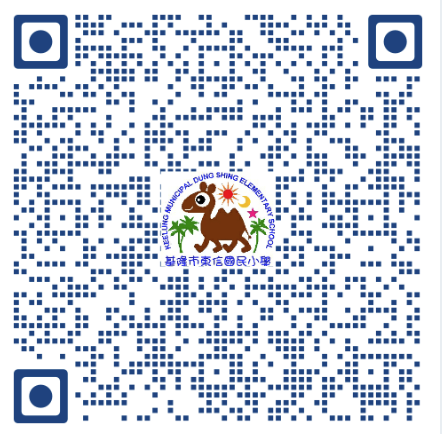 KEELUNG MUNICIPAL DUNG SHING ELEMENTARY SCHOOL
基隆市東信國民小學